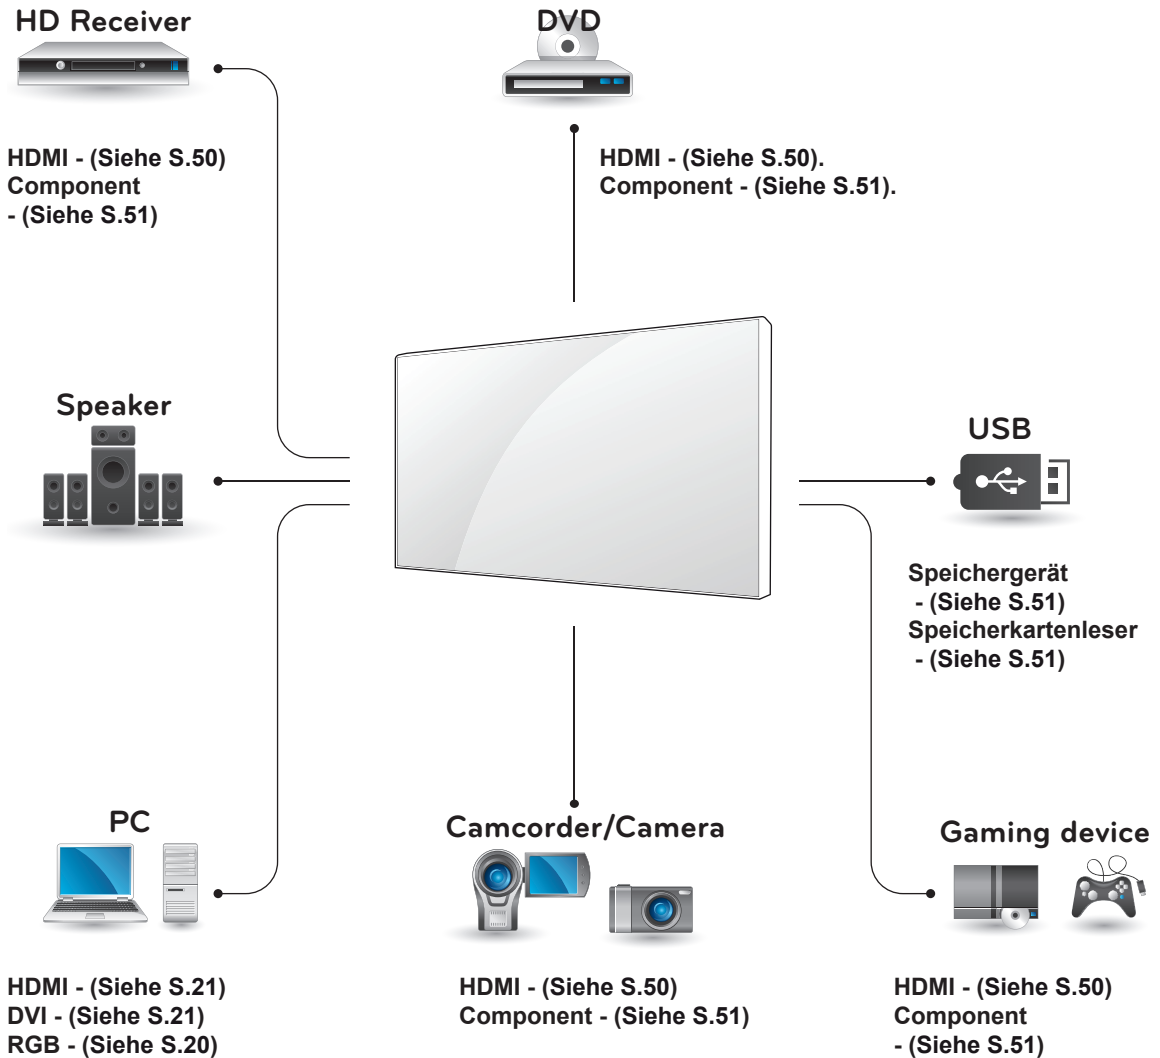 HD Receiver
HDMI - (Siehe S.50)
Component
- (Siehe S.51)
DVD
HDMI - (Siehe S.50).
Component - (Siehe S.51).
Speaker
USB
Speichergerät
- (Siehe S.51)
Speicherkartenleser
- (Siehe S.51)
PC
HDMI - (Siehe S.21)
DVI - (Siehe S.21)
RGB - (Siehe S.20)
Camcorder/Camera
HDMI - (Siehe S.50)
Component - (Siehe S.51)
Gaming device
HDMI - (Siehe S.50)
Component
- (Siehe S.51)